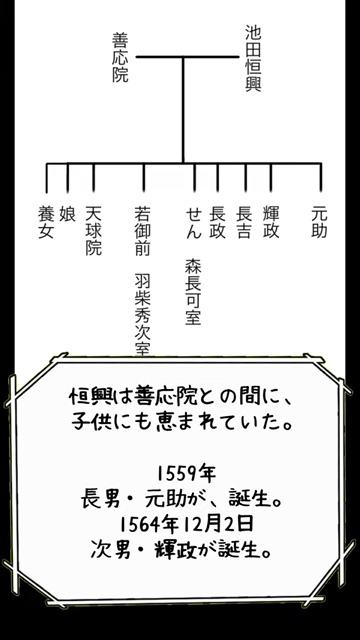 池田恒興
善応院
元助
輝政
長吉
長政
せん 森長可室
若御前 羽柴秀次室
天球院
娘
養女
恒興は善応院との間に、
子供にも恵まれていた。
1559年
長男・元助が、誕生。
1564年12月2日
次男・輝政が誕生。